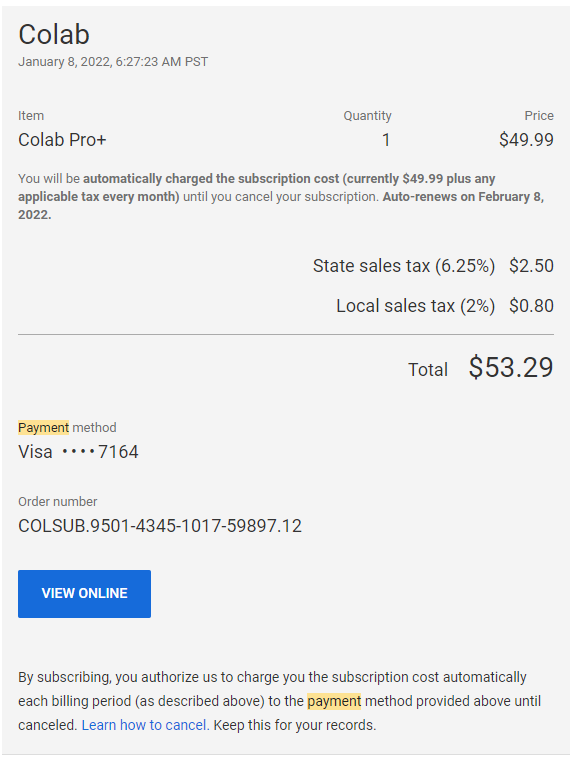 Colab
January 8, 2022, 6:27:23 AM PST
Item Quantity Price
Colab Pro+ 1 $49.99
You will be automatically charged the subscription cost (currently $49.99 plus any
applicable tax every month) until you cancel your subscription. Auto-renews on February 8,
2022.
State sales tax (6.25%) $2.50
Local sales tax (2%) $0.80
Total $53.29
Payment method
Visa ····7164
Order number
COLSUB.9501-4345-1017-59897.12
VIEW ONLINE
By subscribing, you authorize us to charge you the subscription cost automatically
each billing period (as described above) to the payment method provided above until
canceled. Learn how to cancel. Keep this for your records.